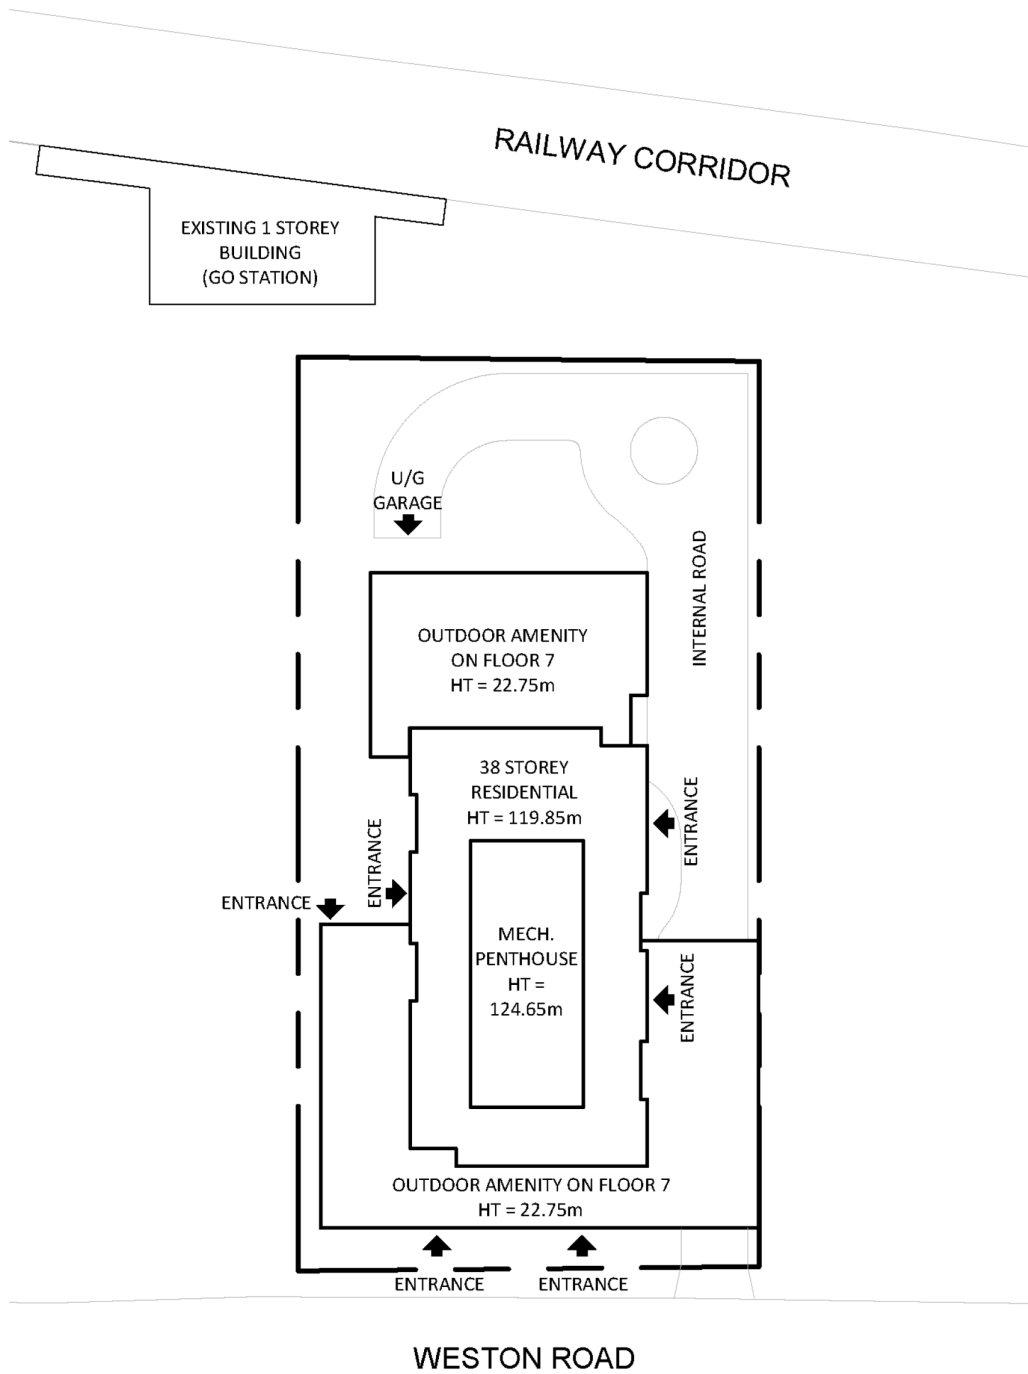 RAILWAY CORRIDOR
EXISTING 1 STOREY
BUILDING
(GO STATION)
U/G
GARAGE
INTERNAL ROAD
OUTDOOR AMENITY
ON FLOOR 7
HT = 22.75m
38 STOREY
RESIDENTIAL
HT = 119.85m
ENTRANCE
ENTRANCE
ENTRANCE
MECH.
PENTHOUSE
HT =
124.65m
ENTRANCE
OUTDOOR AMENITY ON FLOOR 7
HT = 22.75m
ENTRANCE
ENTRANCE
WESTON ROAD